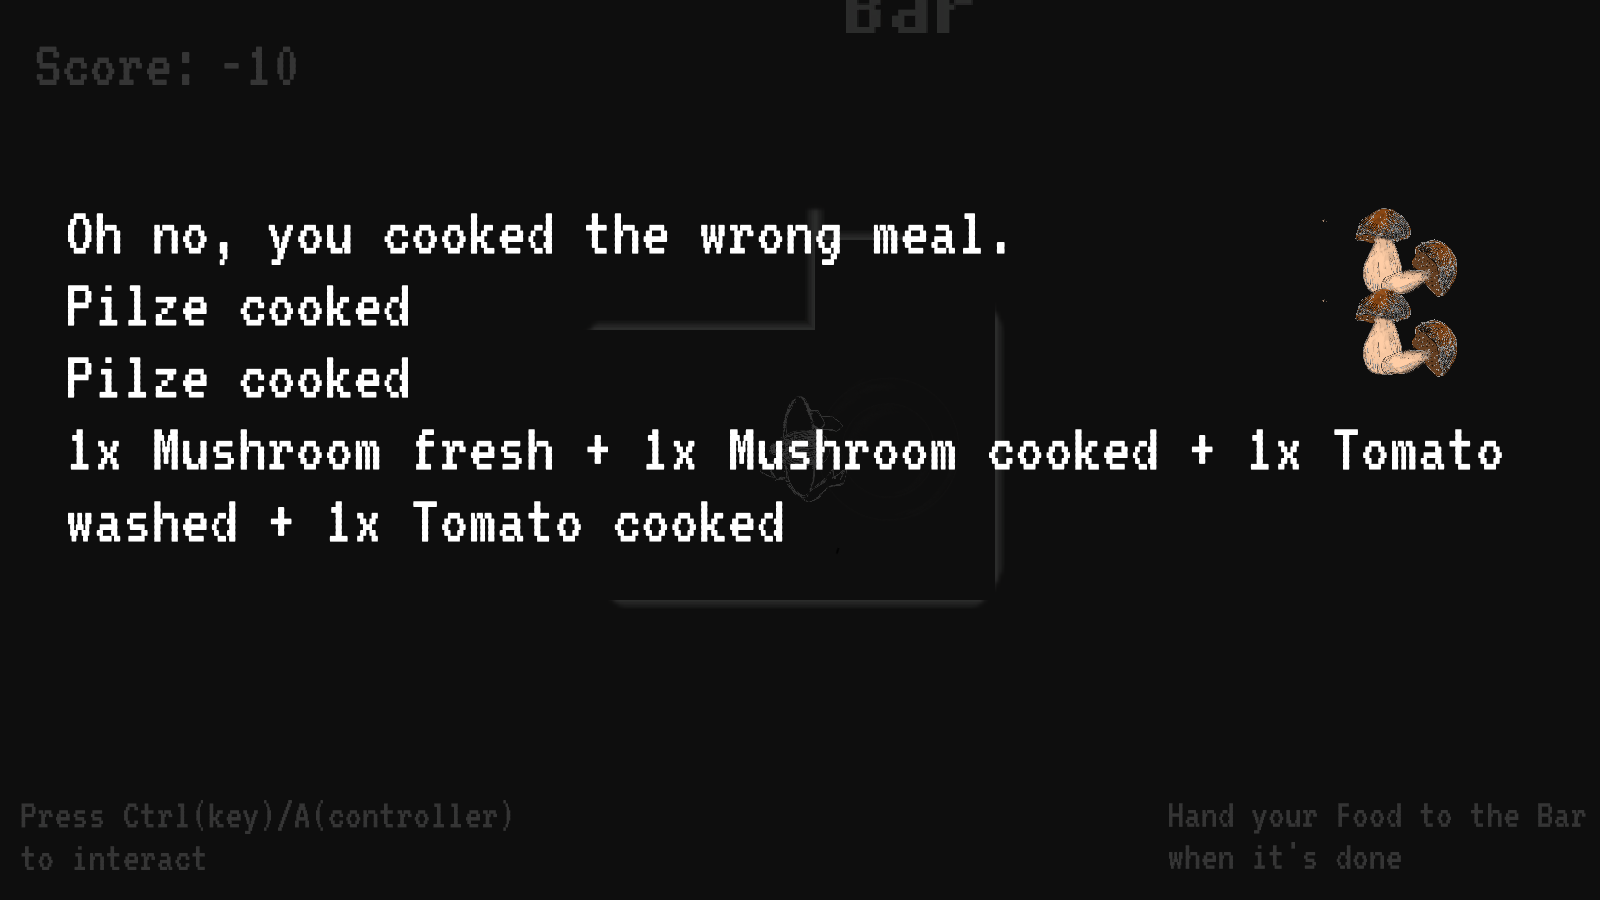 Bar
Score: -10
Oh no, you cooked the wrong meal.
Pilze cooked
Pilze cooked
1x Mushroom fresh + 1x Mushroom cooked + 1x Tomato
washed + 1x Tomato cooked
Press Ctrl(key)/A(controller)
to interact
Hand your Food to the Bar
when it's done